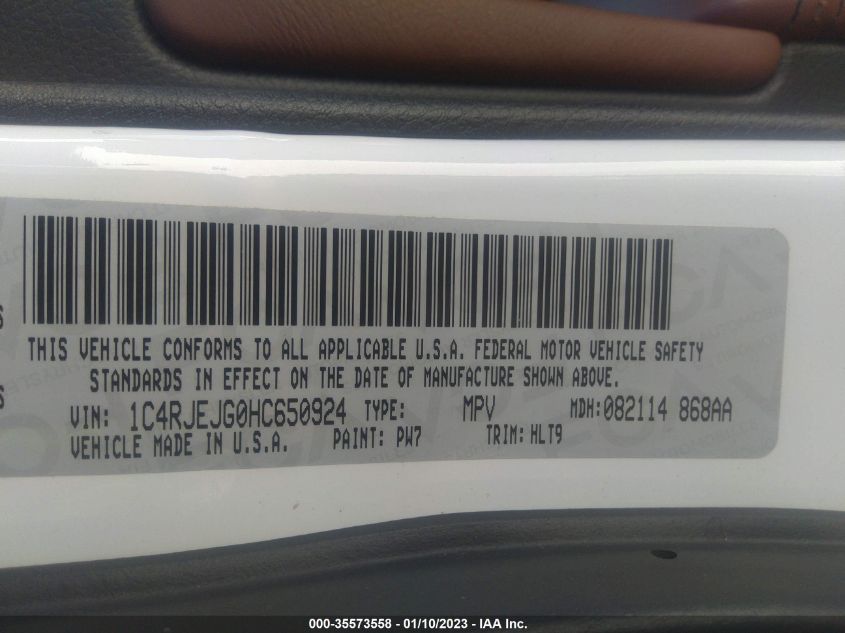 THIS VEHICLE CONFORMS TO ALL APPLICABLE U.S.A. FEDERAL MOTOR VEHICLE SAFETY
STANDARDS IN EFFECT ON THE DATE OF MANUFACTURE SHOWN ABOVE.
VIN: 1C4RJEJG0HC650924 TYPE: MPV MDH:082114 868AA
VEHICLE MADE IN U.S.A. PAINT: PW7 TRIM: HLT9
000-35573558 - 01/10/2023 - IAA Inc.